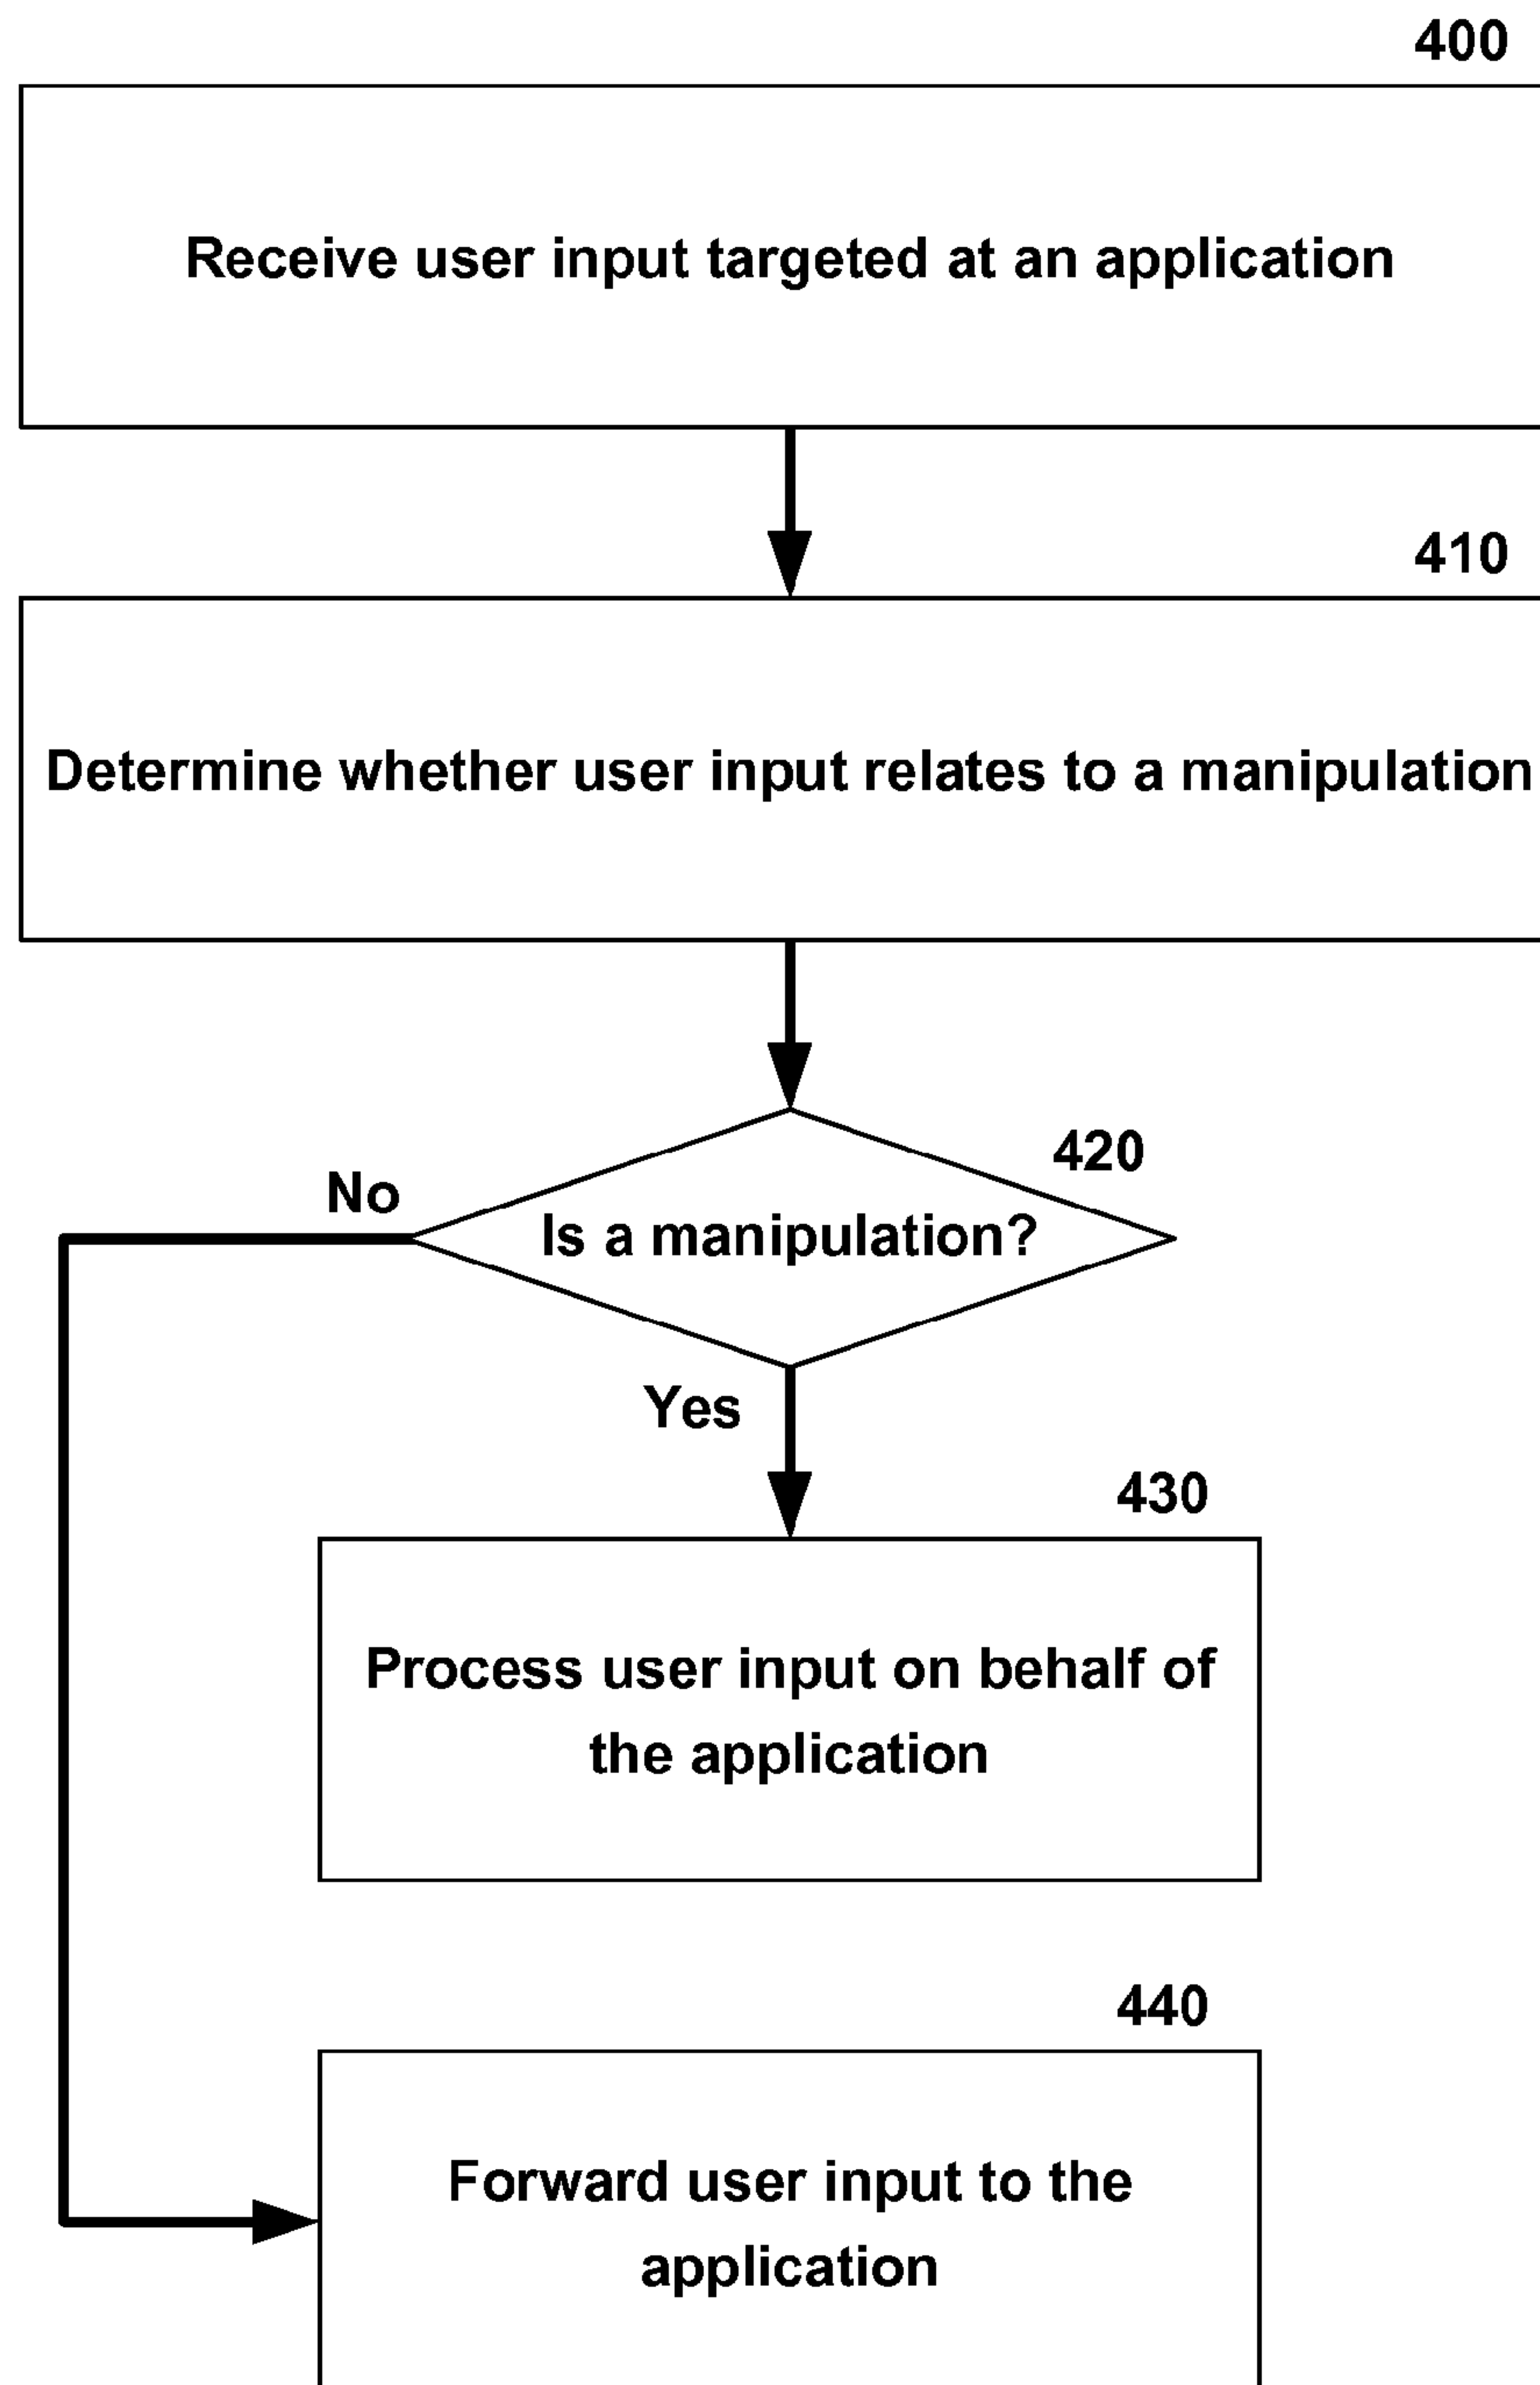 400
Receive user input targeted at an application
410
Determine whether user input relates to a manipulation
420
No
Is a manipulation?
Yes
430
Process user input on behalf of
the application
440
Forward user input to the
application